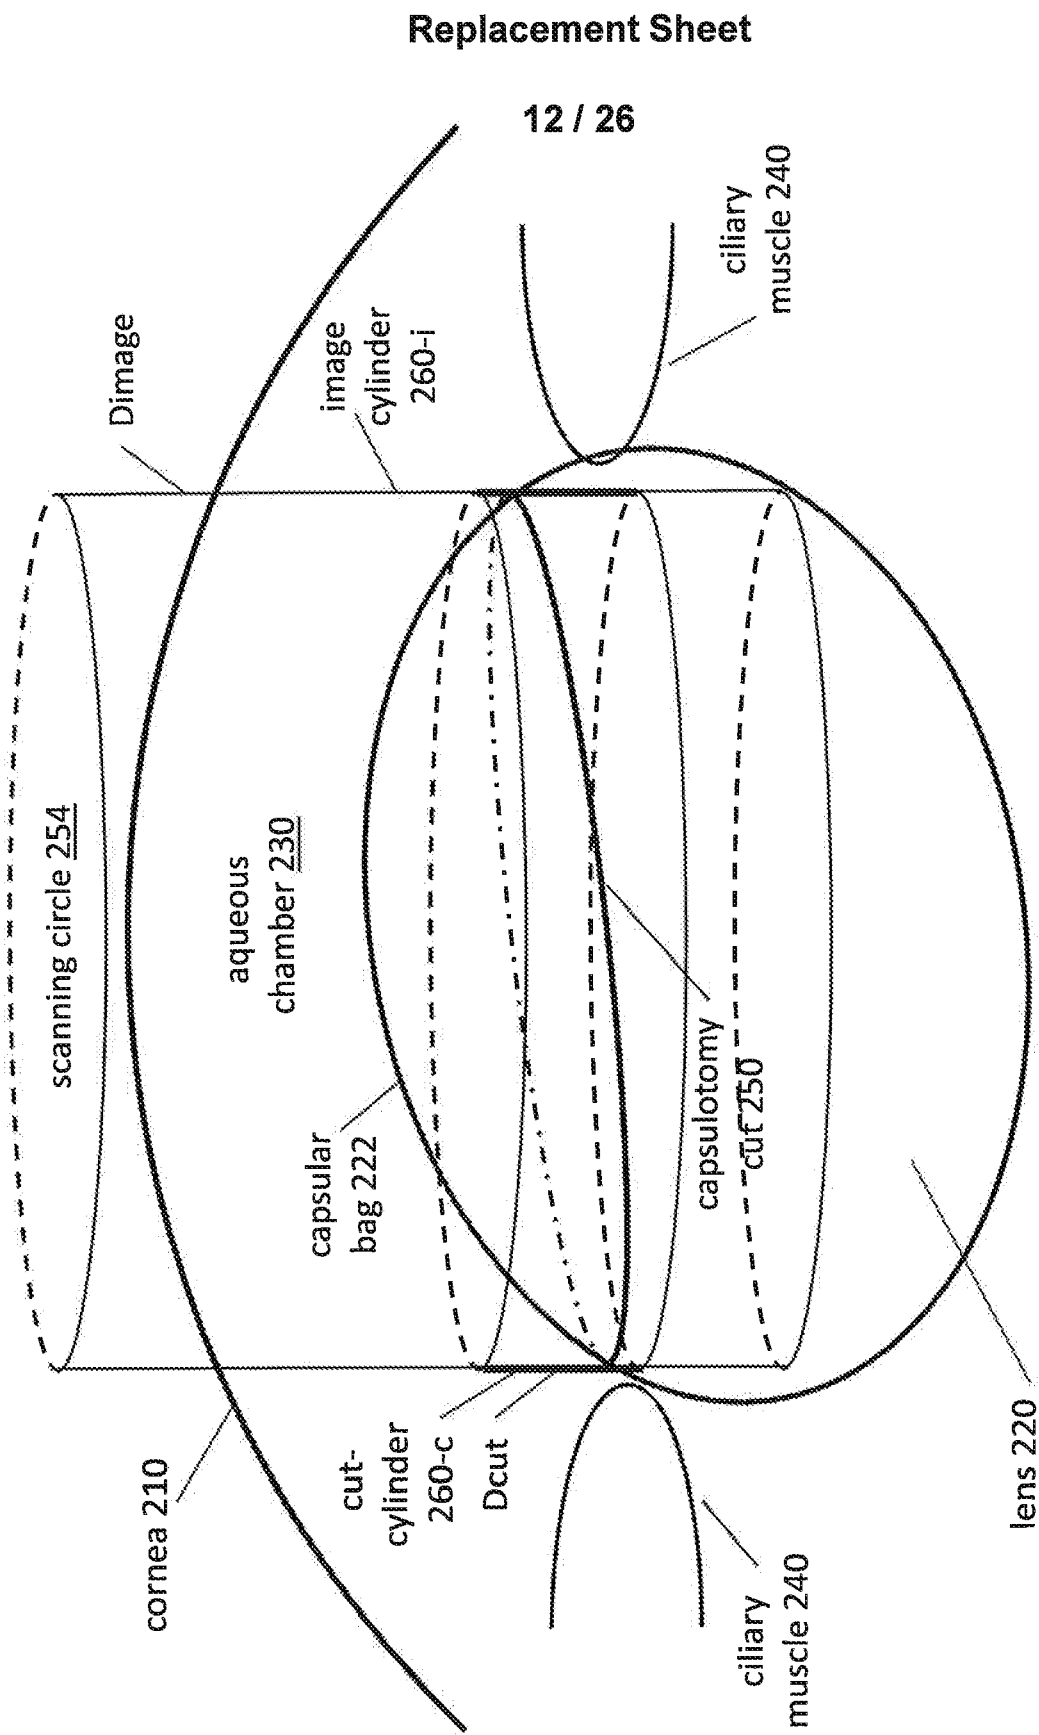 Replacement Sheet
12 / 26
scanning circle 254
Dimage
image
cylinder
260-i
aqueous
chamber 230
capsular
bag 222
cornea 210
cut-
cylinder
260-c
Dcut
ciliary
muscle 240
capsulotomy
cut 250
ciliary
muscle 240
lens 220